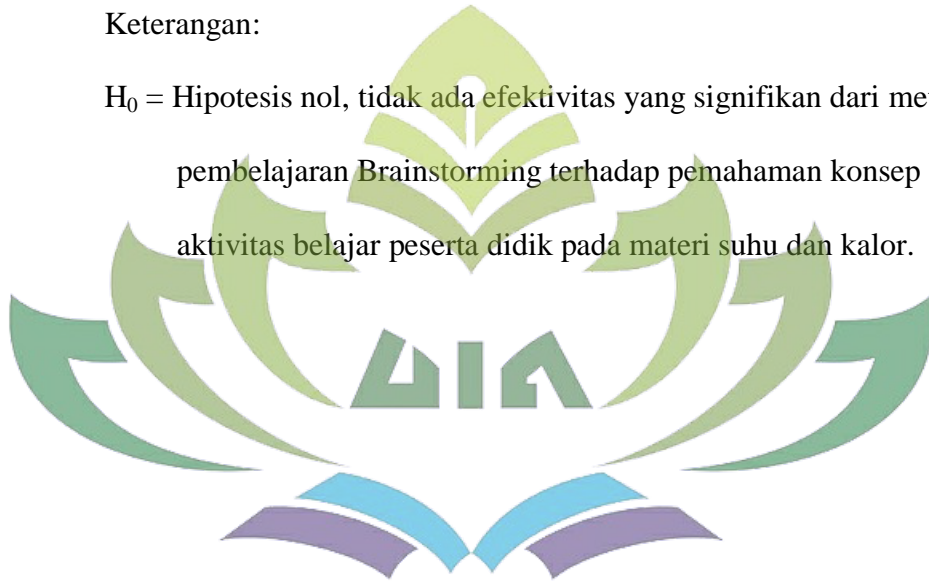 Keterangan:
H₀ = Hipotesis nol, tidak ada efektivitas yang signifikan dari
pembelajaran Brainstorming terhadap pemahaman konsep
aktivitas belajar peserta didik pada materi suhu dan kalor.
UIN